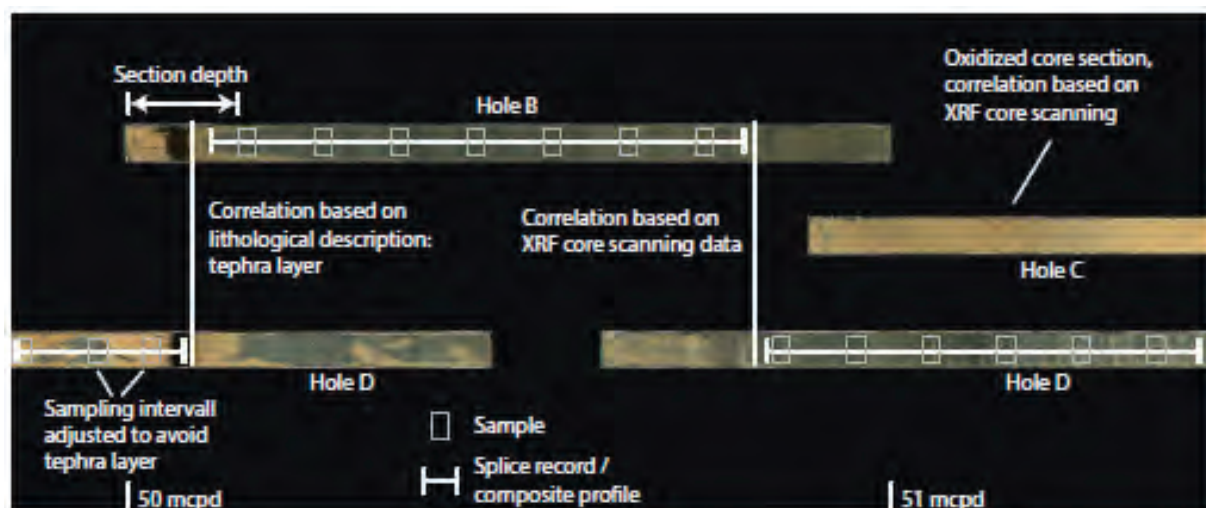 Section depth
Hole B
Oxidized core section,
correlation based on
XRF core scanning
Correlation based on
lithological description:
tephra layer
Correlation based on
XRF core scanning data
Hole C
Hole D
Hole D
Sampling intervall
adjusted to avoid
tephra layer
Sample
Splice record /
composite profile
50 mcpd
51 mcpd